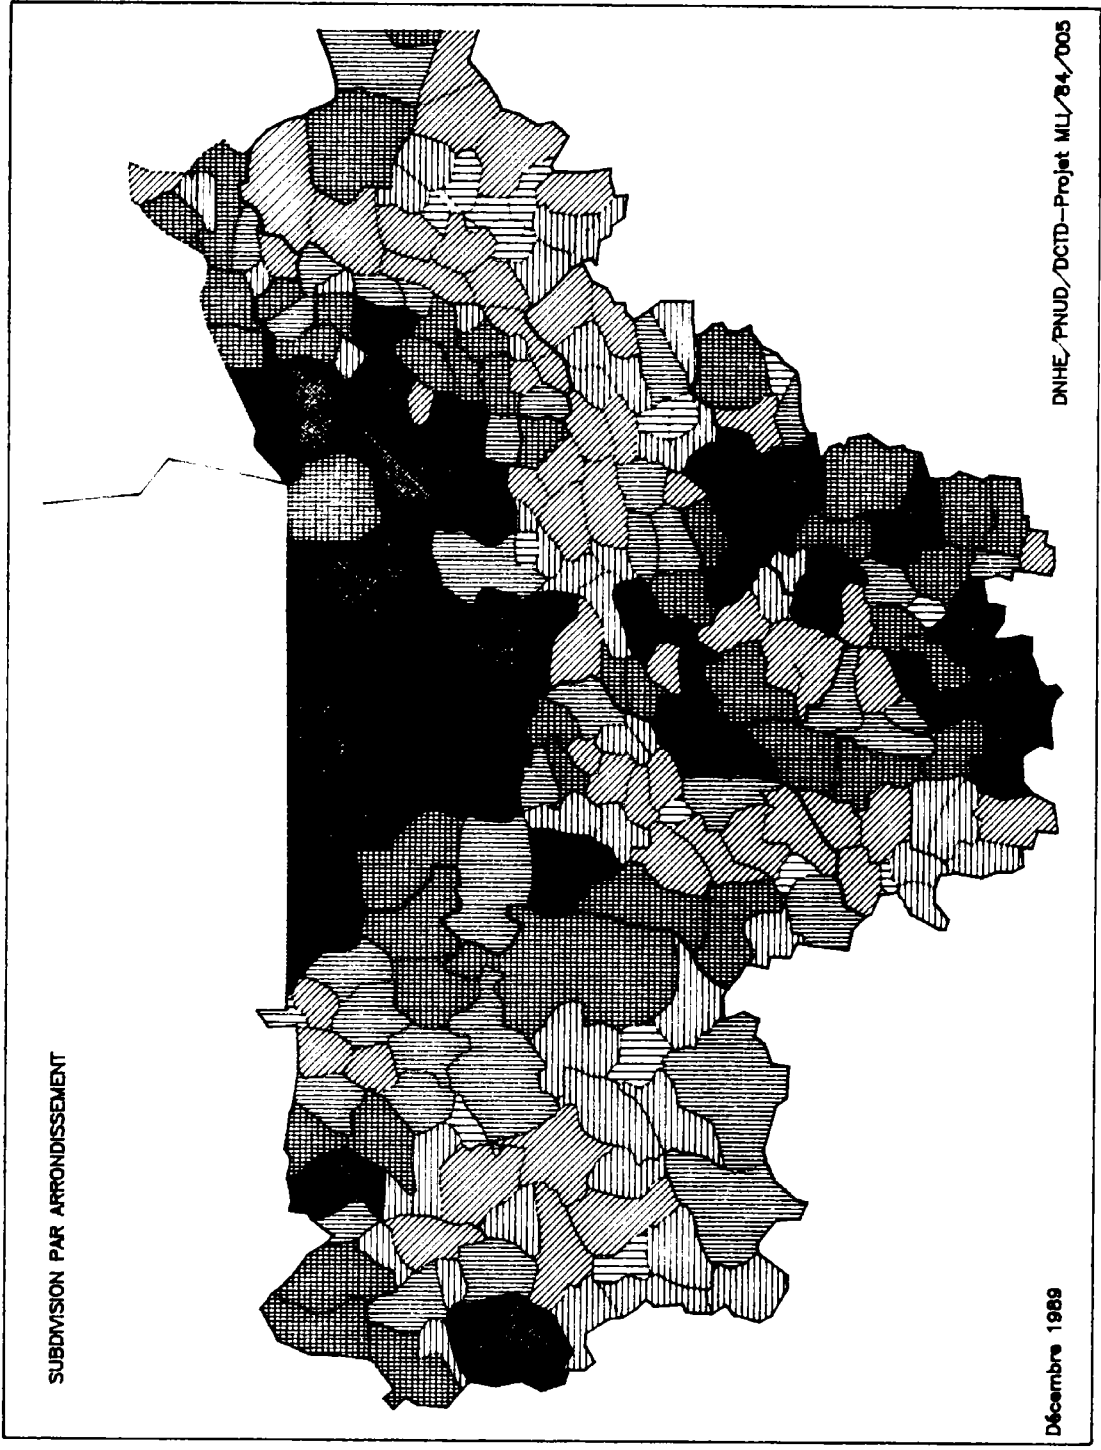 SUBDIVISION PAR ARRONDISSEMENT
Décembre 1989
DNHE/PNUD/DCTD-Projet MLI/84/005